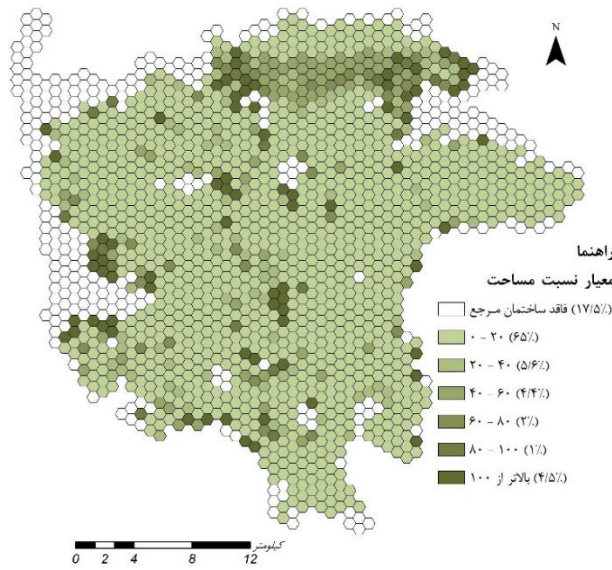 N
راهنما
معیار نسبت مساحت
فاقد ساختمان مرجع (۱۷/۵%)
۰ - ۲۰ (۶۵%)
۲۰ - ۴۰ (۵/۶%)
۴۰ - ۶۰ (۴/۴%)
۶۰ - ۸۰ (۲%)
۸۰ - ۱۰۰ (۱%)
بالاتر از ۱۰۰ (۴/۵%)
کیلومتر
0 2 4 8 12